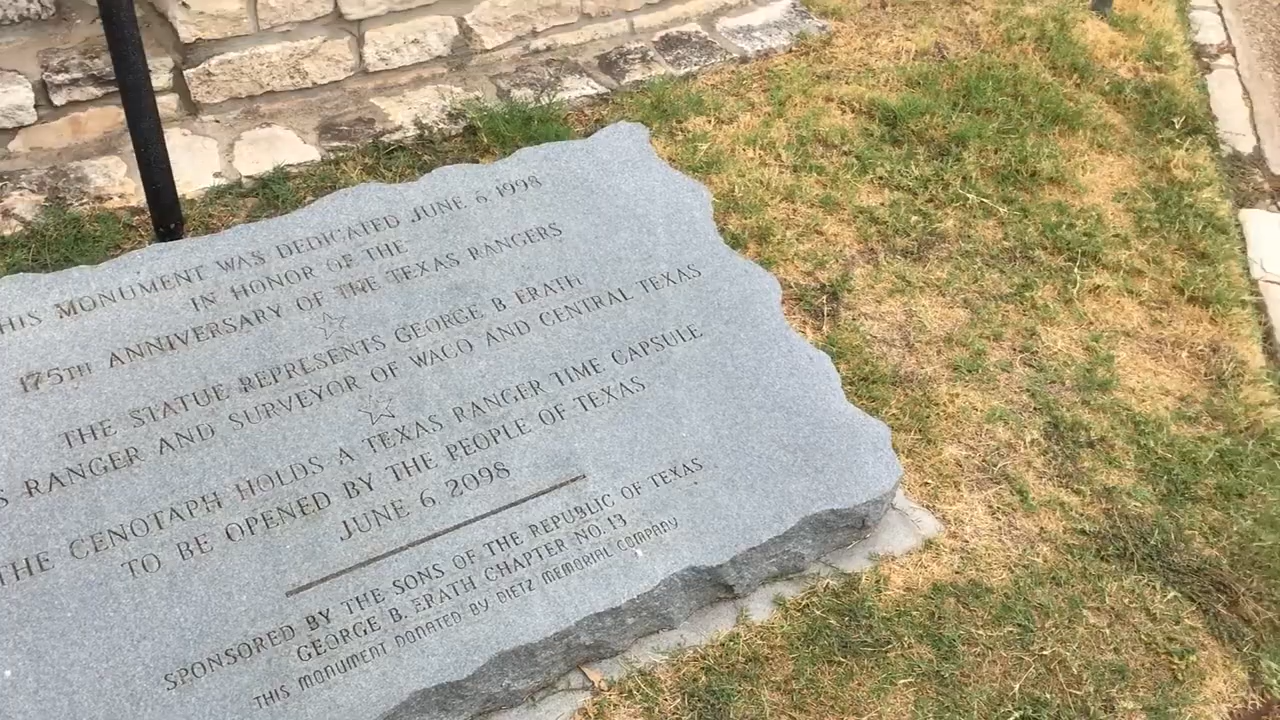 HIS MONUMENT WAS DEDICATED JUNE 6, 1998
IN HONOR OF THE
175TH ANNIVERSARY OF THE TEXAS RANGERS
THE STATUE REPRESENTS GEORGE B. ERATH
S RANGER AND SURVEYOR OF WACO AND CENTRAL TEXAS
THE CENOTAPH HOLDS A TEXAS RANGER TIME CAPSULE
TO BE OPENED BY THE PEOPLE OF TEXAS
JUNE 6 2098
SPONSORED BY THE SONS OF THE REPUBLIC OF TEXAS
GEORGE B. ERATH CHAPTER NO. 13
THIS MONUMENT DONATED BY: DIETZ MEMORIAL COMPANY